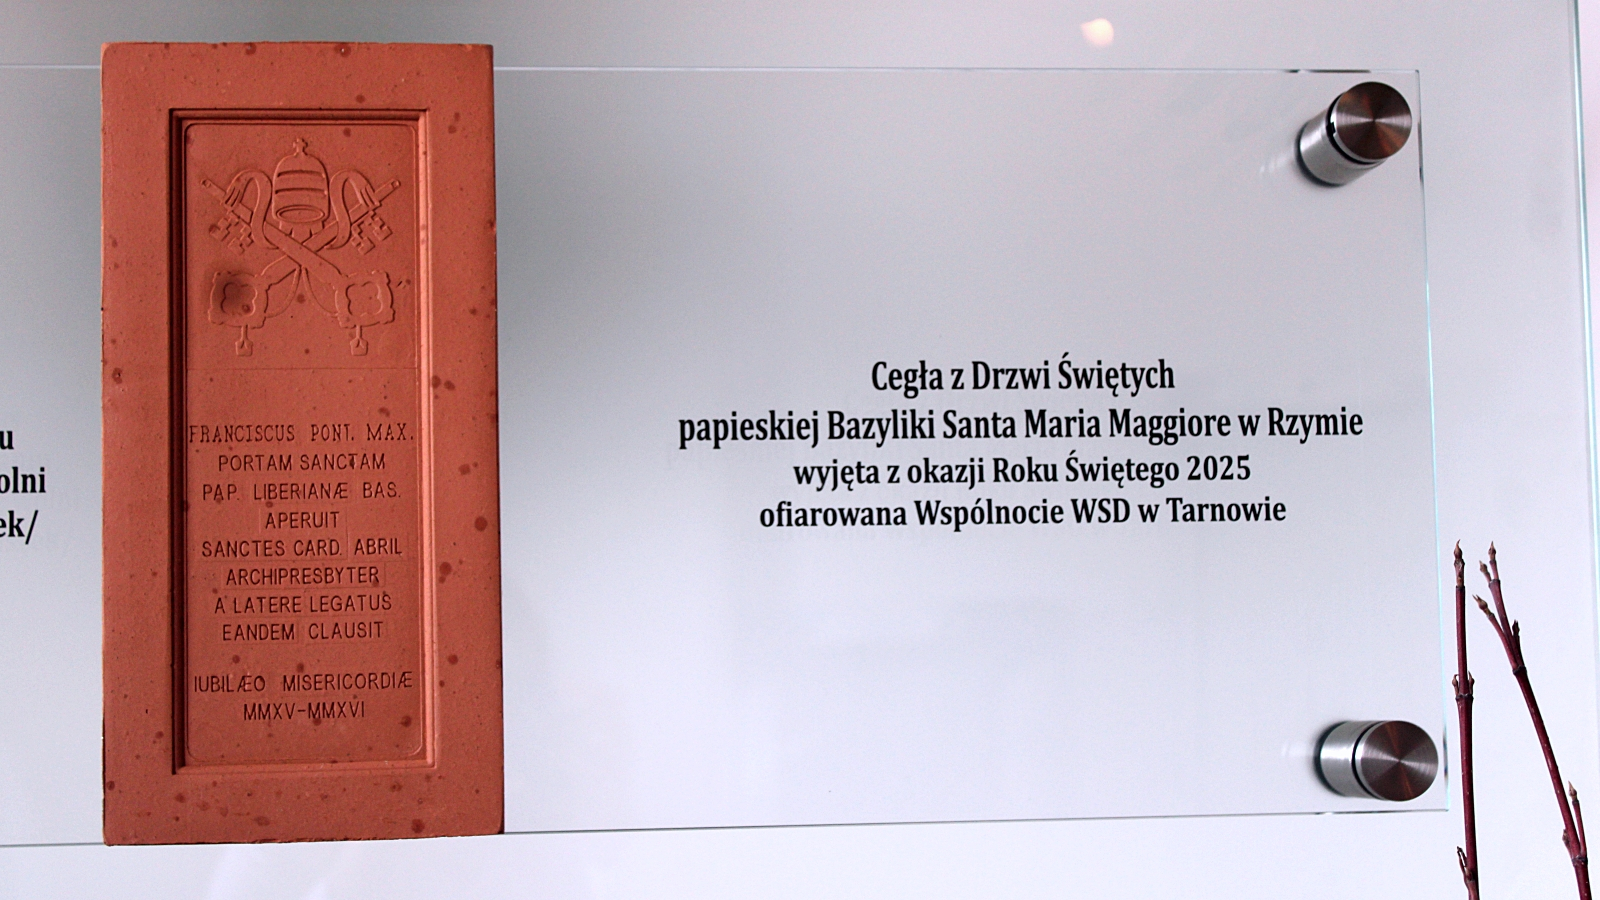 u
olni
ek/
FRANCISCUS PONT. MAX.
PORTAM SANCTAM
PAP. LIBERIANÆ BAS.
APERUIT
SANCTES CARD. ABRIL
ARCHIPRESBYTER
A LATERE LEGATUS
EANDEM CLAUSIT
IUBILÆO MISERICORDIÆ
MMXV-MMXVI
Cegła z Drzwi Świętych
papieskiej Bazyliki Santa Maria Maggiore w Rzymie
wyjęta z okazji Roku Świętego 2025
ofiarowana Wspólnocie WSD w Tarnowie